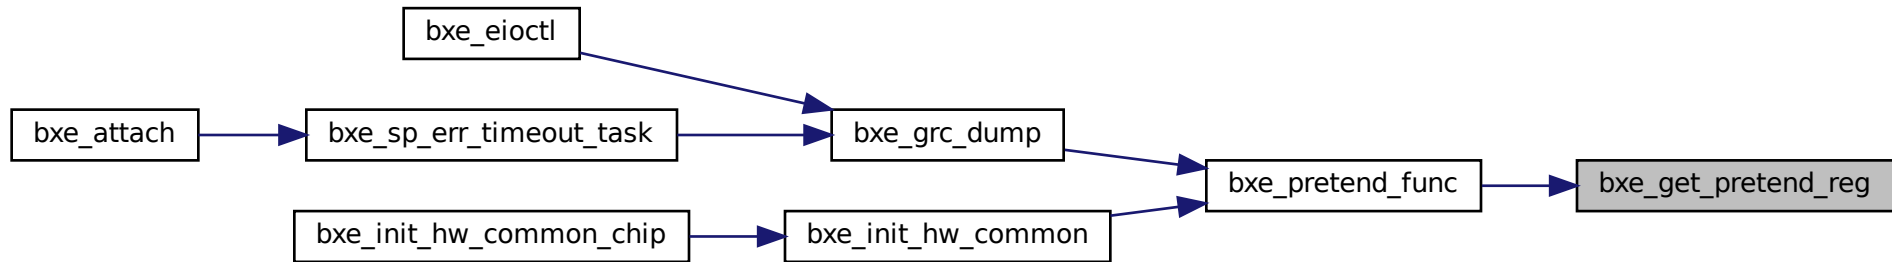 bxe_eioctl
bxe_attach
bxe_sp_err_timeout_task
bxe_grc_dump
bxe_pretend_func
bxe_get_pretend_reg
bxe_init_hw_common_chip
bxe_init_hw_common